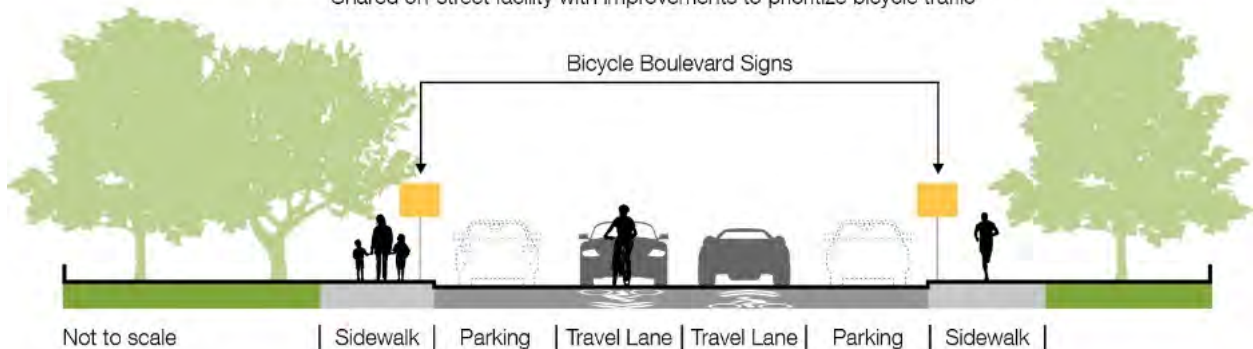 Shared on-street facility with improvements to prioritize bicycle traffic
Bicycle Boulevard Signs
Not to scale | Sidewalk | Parking | Travel Lane | Travel Lane | Parking | Sidewalk |